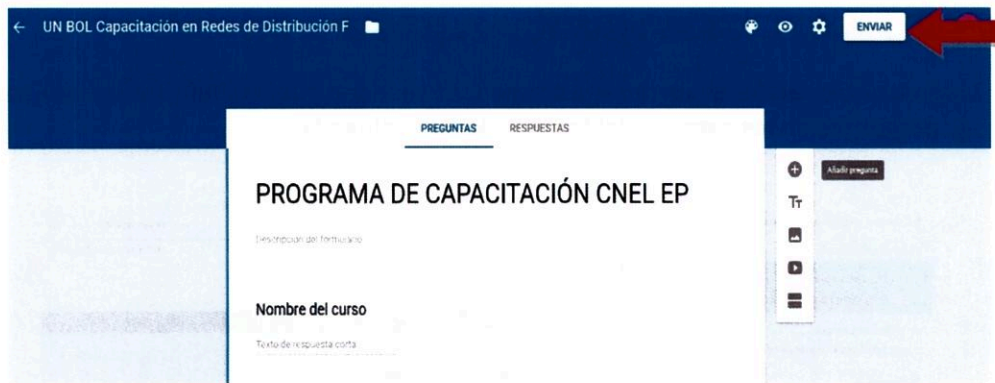 UN BOL Capacitación en Redes de Distribución F
ENVIAR
PREGUNTAS RESPUESTAS
Añadir pregunta
PROGRAMA DE CAPACITACIÓN CNEL EP
Tт
Descripción del formulario
Nombre del curso
Texto de respuesta corta